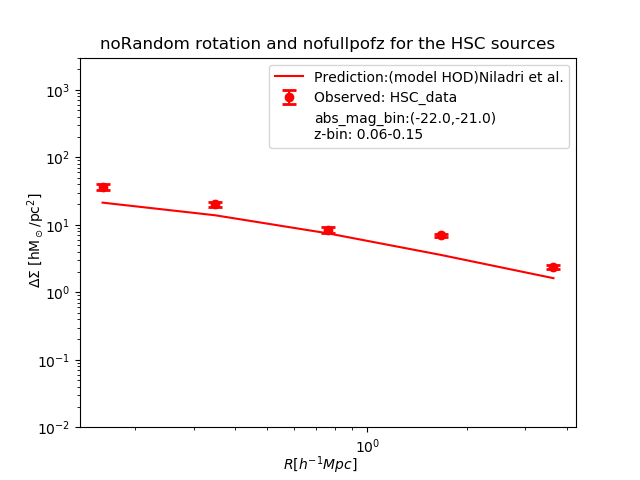 noRandom rotation and nofullpofz for the HSC sources
Prediction:(model HOD)Niladri et al.
Observed: HSC_data
abs_mag_bin:(-22.0,-21.0)
z-bin: 0.06-0.15
10³
10²
10¹
10⁰
10⁻¹
10⁻²
ΔΣ [hM⊙/pc²]
10⁰
R[h⁻¹Mpc]